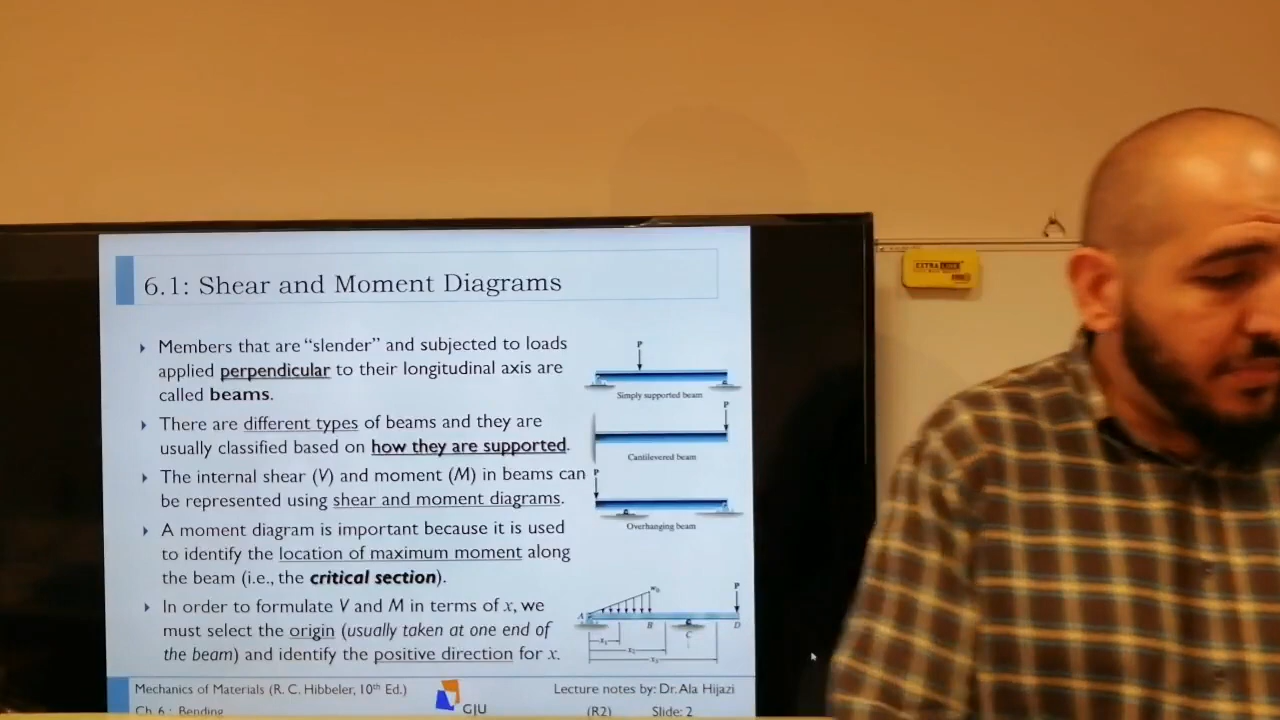 6.1: Shear and Moment Diagrams
Members that are “slender” and subjected to loads
applied perpendicular to their longitudinal axis are
called beams.
There are different types of beams and they are
usually classified based on how they are supported.
The internal shear (V) and moment (M) in beams can
be represented using shear and moment diagrams.
A moment diagram is important because it is used
to identify the location of maximum moment along
the beam (i.e., the critical section).
In order to formulate V and M in terms of x, we
must select the origin (usually taken at one end of
the beam) and identify the positive direction for x.
P
Simply supported beam
P
Cantilevered beam
P
Overhanging beam
w₀
P
A
B
C
D
x₁
x₂
x₃
Mechanics of Materials (R. C. Hibbeler, 10th Ed.)
Ch. 6 : Bending
GJU
Lecture notes by: Dr. Ala Hijazi
(R2)
Slide: 2
EXTRA